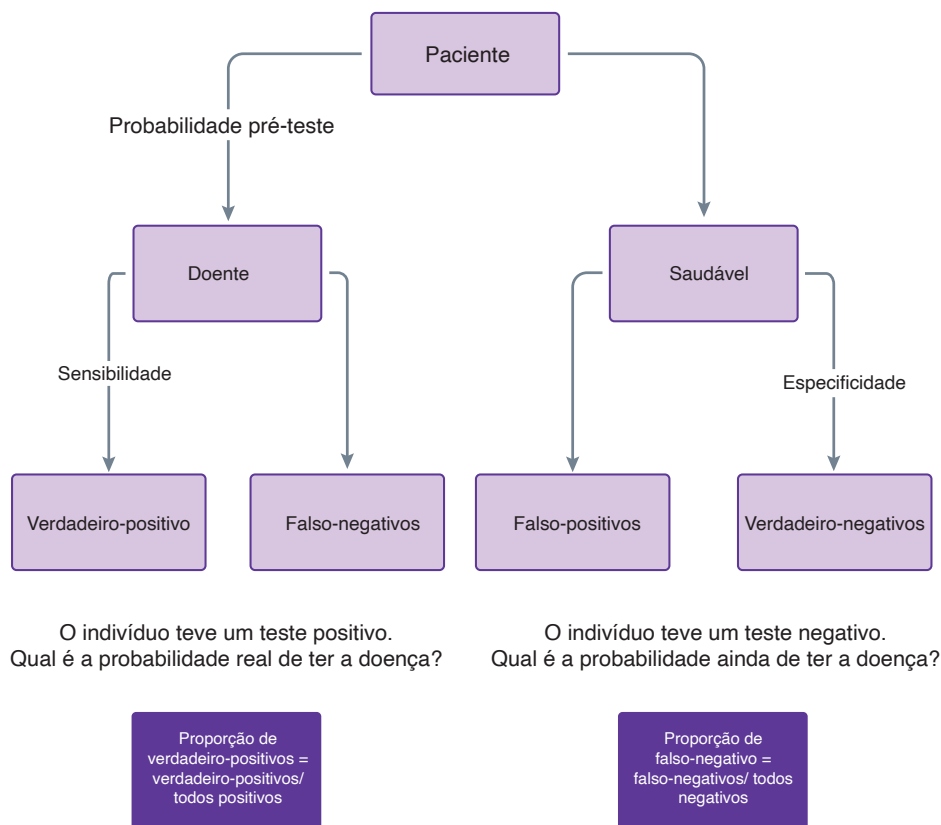 Paciente
Probabilidade pré-teste
Doente
Saudável
Sensibilidade
Especificidade
Verdadeiro-positivo
Falso-negativos
Falso-positivos
Verdadeiro-negativos
O indivíduo teve um teste positivo.
Qual é a probabilidade real de ter a doença?
O indivíduo teve um teste negativo.
Qual é a probabilidade ainda de ter a doença?
Proporção de
verdadeiro-positivos =
verdadeiro-positivos/
todos positivos
Proporção de
falso-negativo =
falso-negativos/ todos
negativos